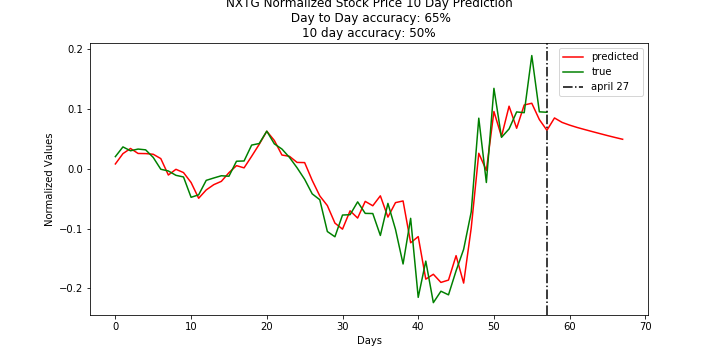 NXTG Normalized Stock Price 10 Day Prediction
Day to Day accuracy: 65%
10 day accuracy: 50%
predicted
true
april 27
Normalized Values
0.2
0.1
0.0
−0.1
−0.2
0
10
20
30
40
50
60
70
Days